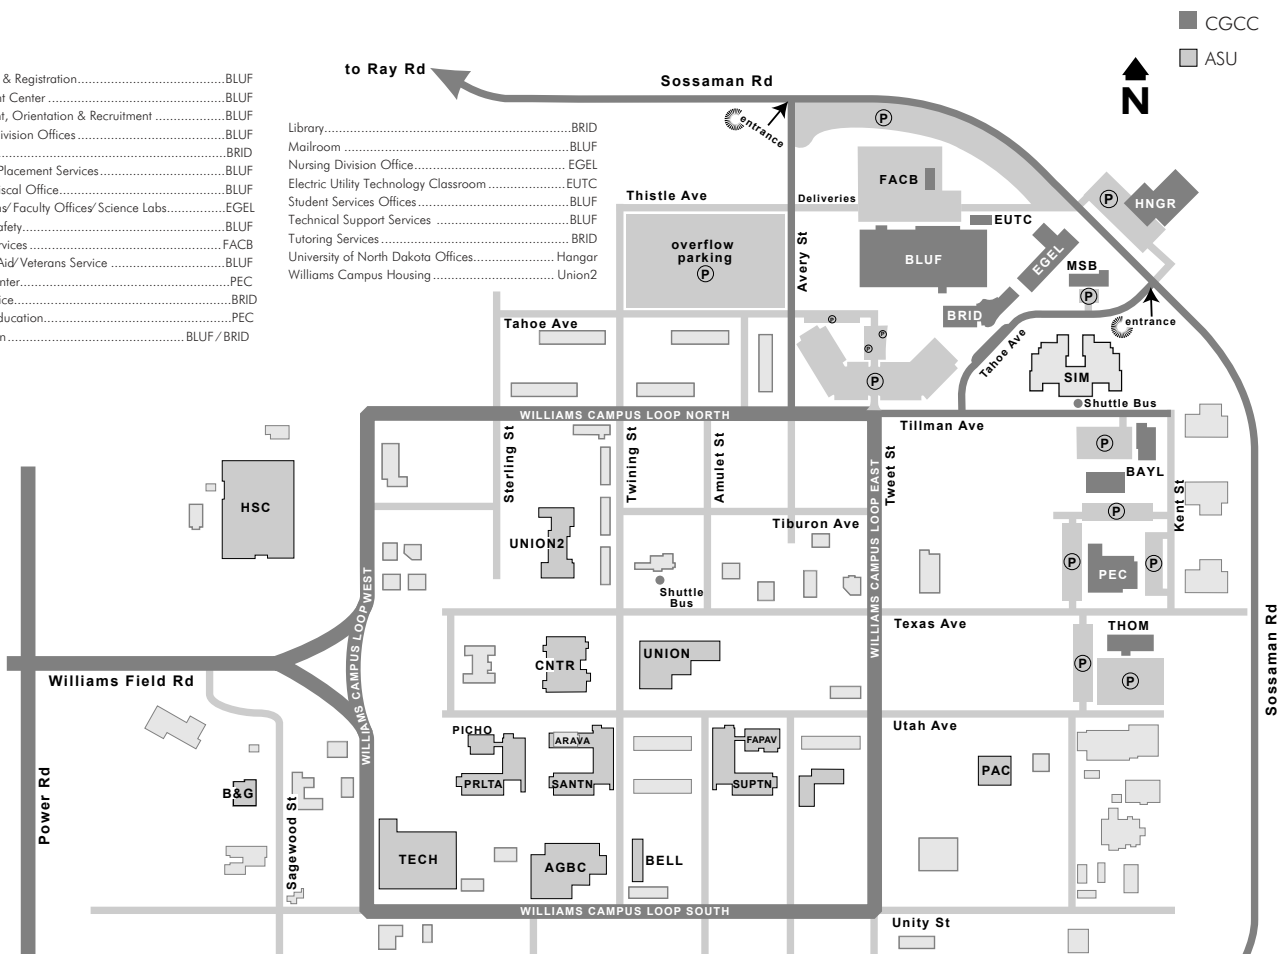 CGCC
ASU
to Ray Rd
Sossaman Rd
N
& Registration BLUF
nt Center BLUF
nt, Orientation & Recruitment BLUF
ivision Offices BLUF
BRID
Placement Services BLUF
iscal Office BLUF
ns/Faculty Offices/Science Labs EGEL
afety BLUF
rvices FACB
Aid/Veterans Service BLUF
nter PEC
ice BRID
ducation PEC
m BLUF/BRID
Library BRID
Mailroom BLUF
Nursing Division Office EGEL
Electric Utility Technology Classroom EUTC
Student Services Offices BLUF
Technical Support Services BLUF
Tutoring Services BRID
University of North Dakota Offices Hangar
Williams Campus Housing Union2
entrance
P
FACB
Thistle Ave
Deliveries
P
HNGR
EUTC
overflow
parking
P
Avery St
BLUF
EGEL
MSB
P
BRID
entrance
Tahoe Ave
P
P
P
P
Tahoe Ave
SIM
Shuttle Bus
WILLIAMS CAMPUS LOOP NORTH
Tillman Ave
Sterling St
Twining St
Amulet St
WILLIAMS CAMPUS LOOP EAST
Tweet St
P
BAYL
Kent St
HSC
UNION2
Tiburon Ave
P
P
PEC
P
Shuttle
Bus
WILLIAMS CAMPUS LOOP WEST
Texas Ave
THOM
Sossaman Rd
CNTR
UNION
P
P
Williams Field Rd
PICHO
ARAVA
FAPAV
Utah Ave
PRLTA
SANTN
SUPTN
PAC
B&G
Power Rd
Sagewood St
TECH
AGBC
BELL
WILLIAMS CAMPUS LOOP SOUTH
Unity St